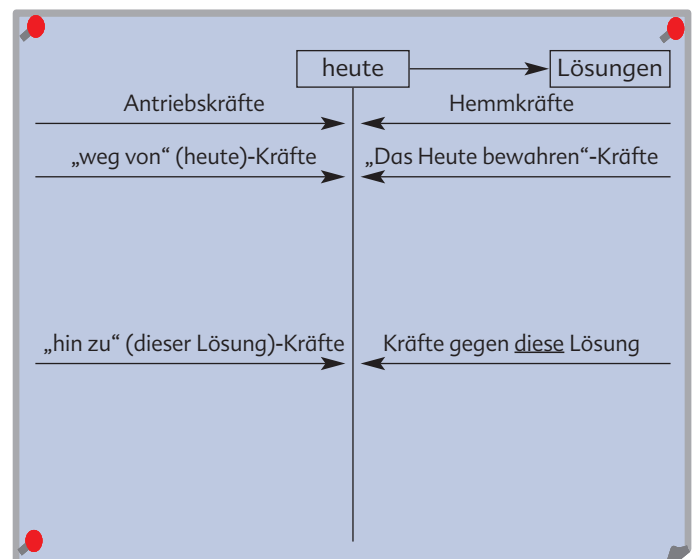 heute Lösungen
Antriebskräfte Hemmkräfte
„weg von“ (heute)-Kräfte „Das Heute bewahren“-Kräfte
„hin zu“ (dieser Lösung)-Kräfte Kräfte gegen diese Lösung